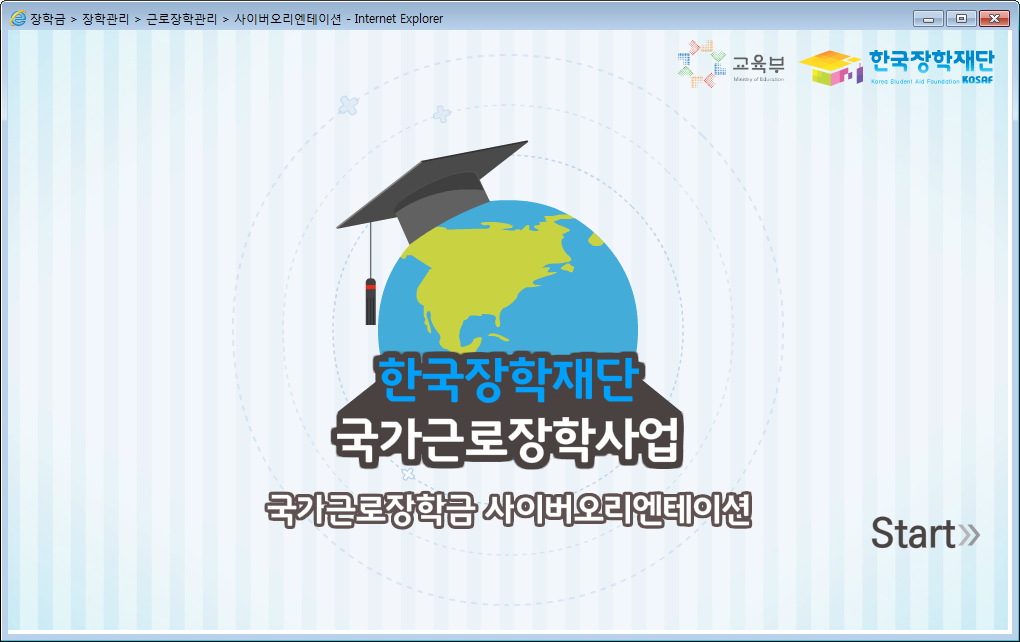 장학금 > 장학관리 > 근로장학관리 > 사이버오리엔테이션 - Internet Explorer
교육부
Ministry of Education
한국장학재단
Korea Student Aid Foundation KOSAF
한국장학재단
국가근로장학사업
국가근로장학금 사이버오리엔테이션
Start»